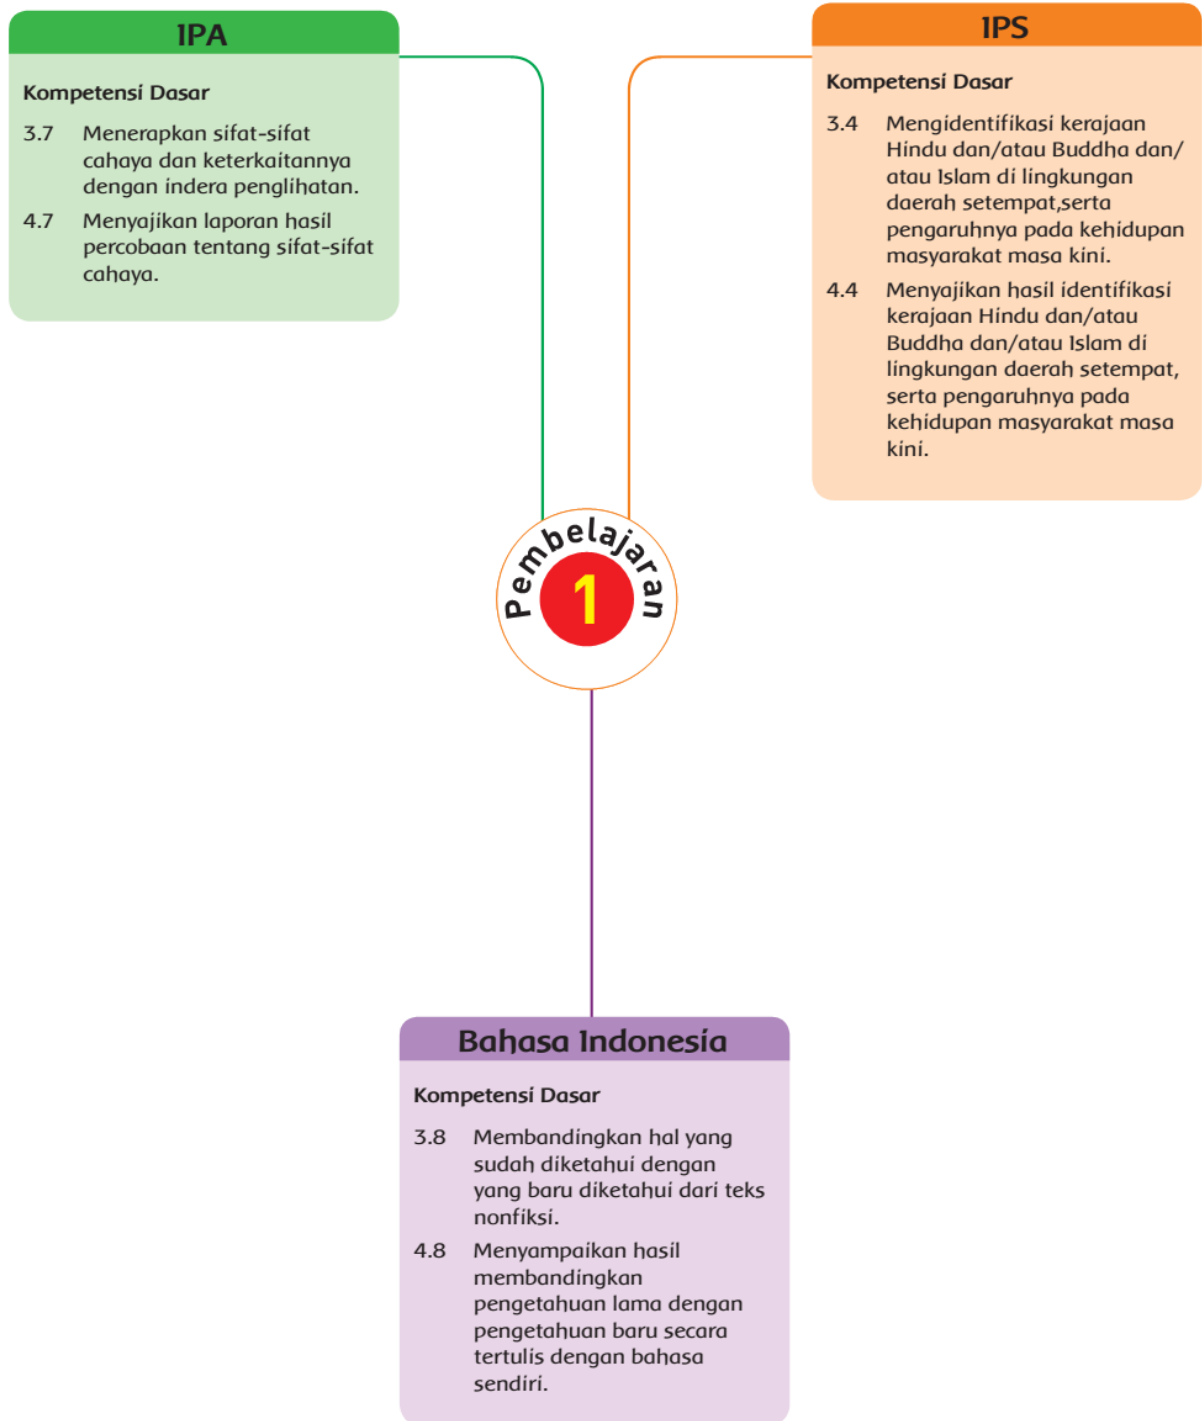 IPA
Kompetensi Dasar
3.7 Menerapkan sifat-sifat
cahaya dan keterkaitannya
dengan indera penglihatan.
4.7 Menyajikan laporan hasil
percobaan tentang sifat-sifat
cahaya.
IPS
Kompetensi Dasar
3.4 Mengidentifikasi kerajaan
Hindu dan/atau Buddha dan/
atau Islam di lingkungan
daerah setempat,serta
pengaruhnya pada kehidupan
masyarakat masa kini.
4.4 Menyajikan hasil identifikasi
kerajaan Hindu dan/atau
Buddha dan/atau Islam di
lingkungan daerah setempat,
serta pengaruhnya pada
kehidupan masyarakat masa
kini.
Pembelajaran
1
Bahasa Indonesia
Kompetensi Dasar
3.8 Membandingkan hal yang
sudah diketahui dengan
yang baru diketahui dari teks
nonfiksi.
4.8 Menyampaikan hasil
membandingkan
pengetahuan lama dengan
pengetahuan baru secara
tertulis dengan bahasa
sendiri.